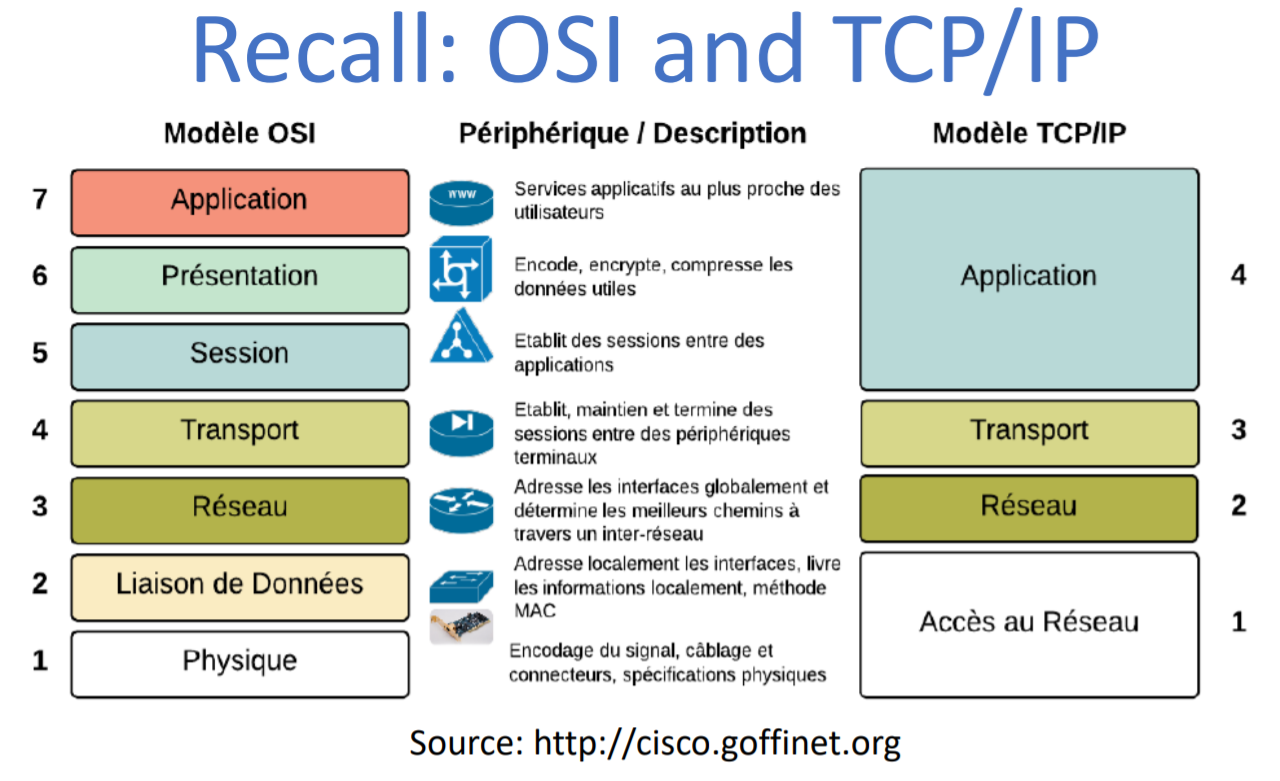 Recall: OSI and TCP/IP
Modèle OSI
Périphérique / Description
Modèle TCP/IP
7
Application
www
Services applicatifs au plus proche des
utilisateurs
6
Présentation
Encode, encrypte, compresse les
données utiles
Application
4
5
Session
Etablit des sessions entre des
applications
4
Transport
Etablit, maintien et termine des
sessions entre des périphériques
terminaux
Transport
3
3
Réseau
Adresse les interfaces globalement et
détermine les meilleurs chemins à
travers un inter-réseau
Réseau
2
2
Liaison de Données
Adresse localement les interfaces, livre
les informations localement, méthode
MAC
Accès au Réseau
1
1
Physique
Encodage du signal, câblage et
connecteurs, spécifications physiques
Source: http://cisco.goffinet.org